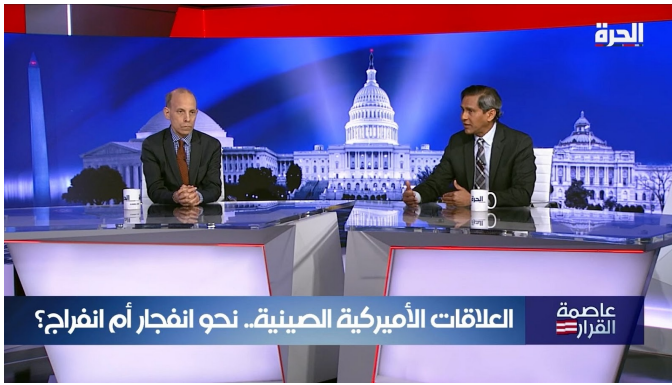 الحرة
الحرة
العلاقات الأميركية الصينية.. نحو انفجار أم انفراج؟
عاصمة
القرار